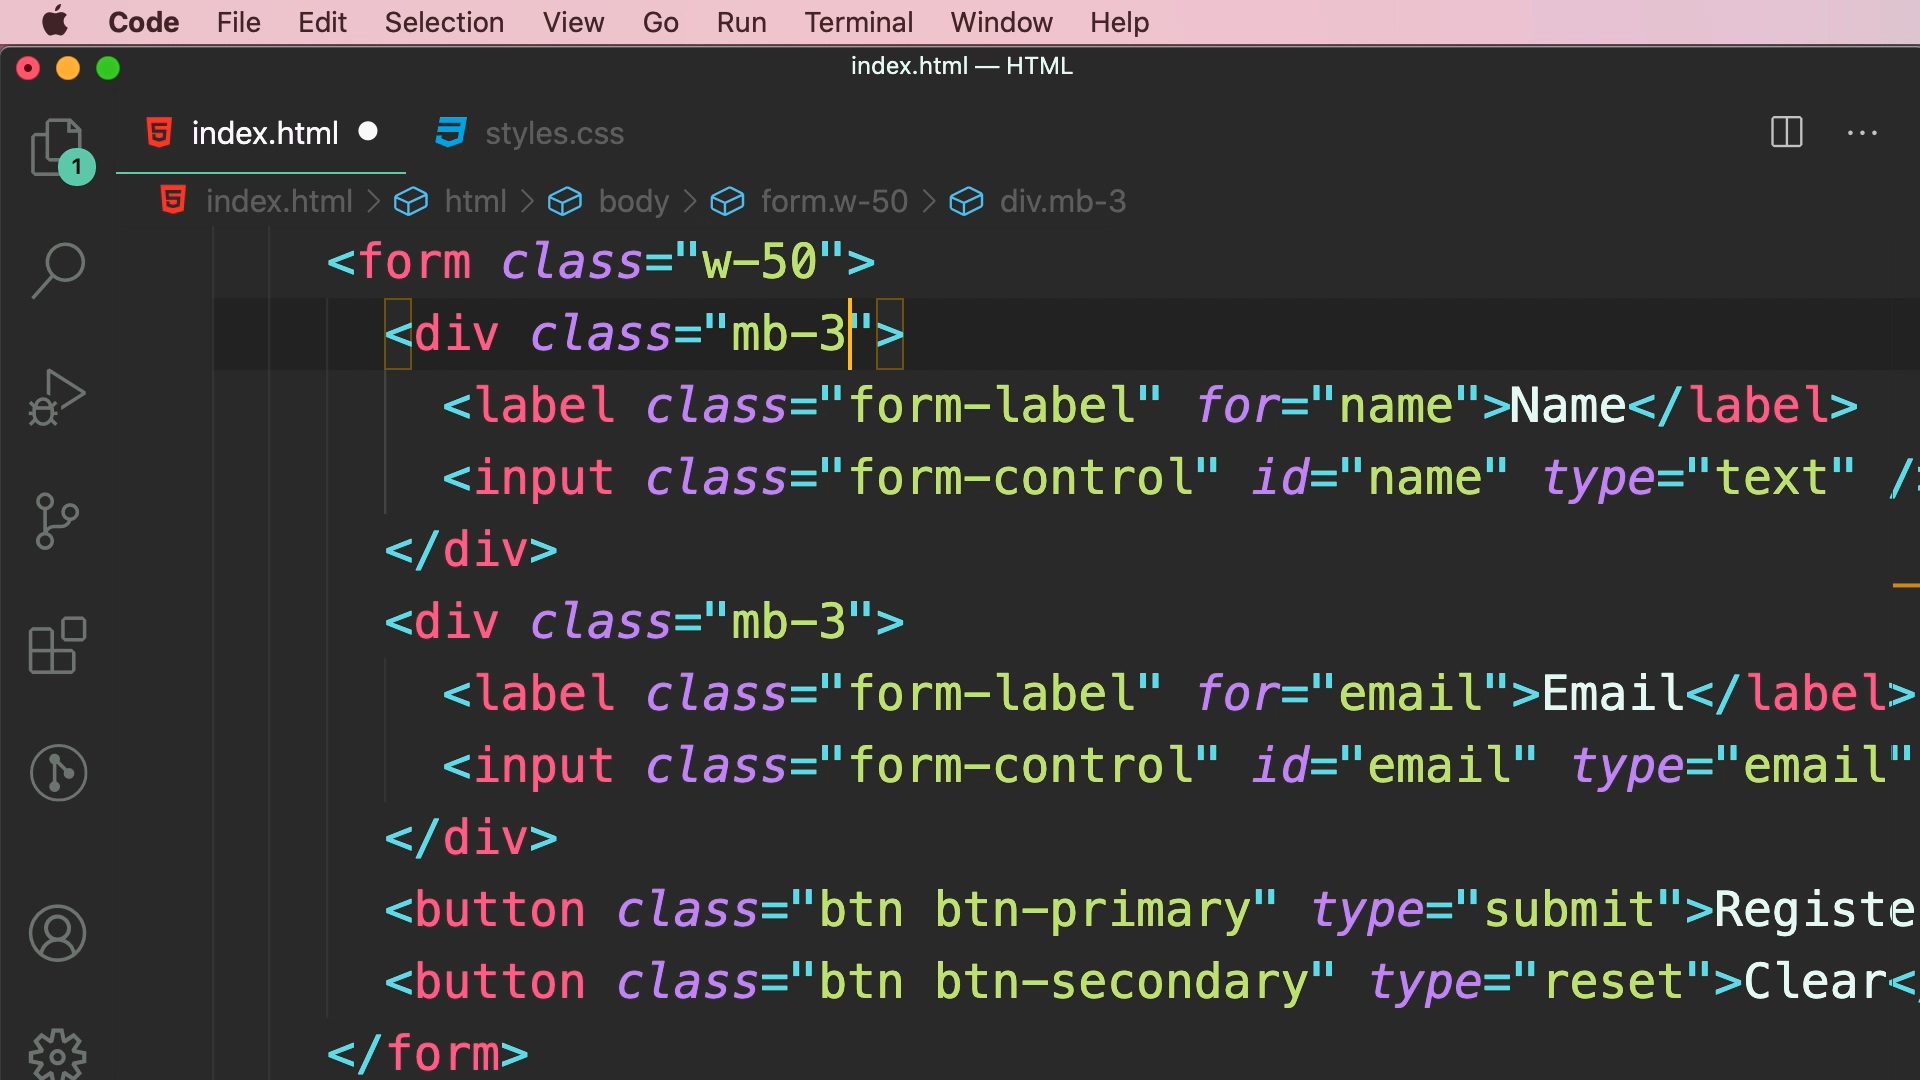 Code File Edit Selection View Go Run Terminal Window Help
index.html — HTML
index.html styles.css
1
index.html > html > body > form.w-50 > div.mb-3
<form class="w-50">
<div class="mb-3">
<label class="form-label" for="name">Name</label>
<input class="form-control" id="name" type="text" /
</div>
<div class="mb-3">
<label class="form-label" for="email">Email</label>
<input class="form-control" id="email" type="email"
</div>
<button class="btn btn-primary" type="submit">Registe
<button class="btn btn-secondary" type="reset">Clear<
</form>